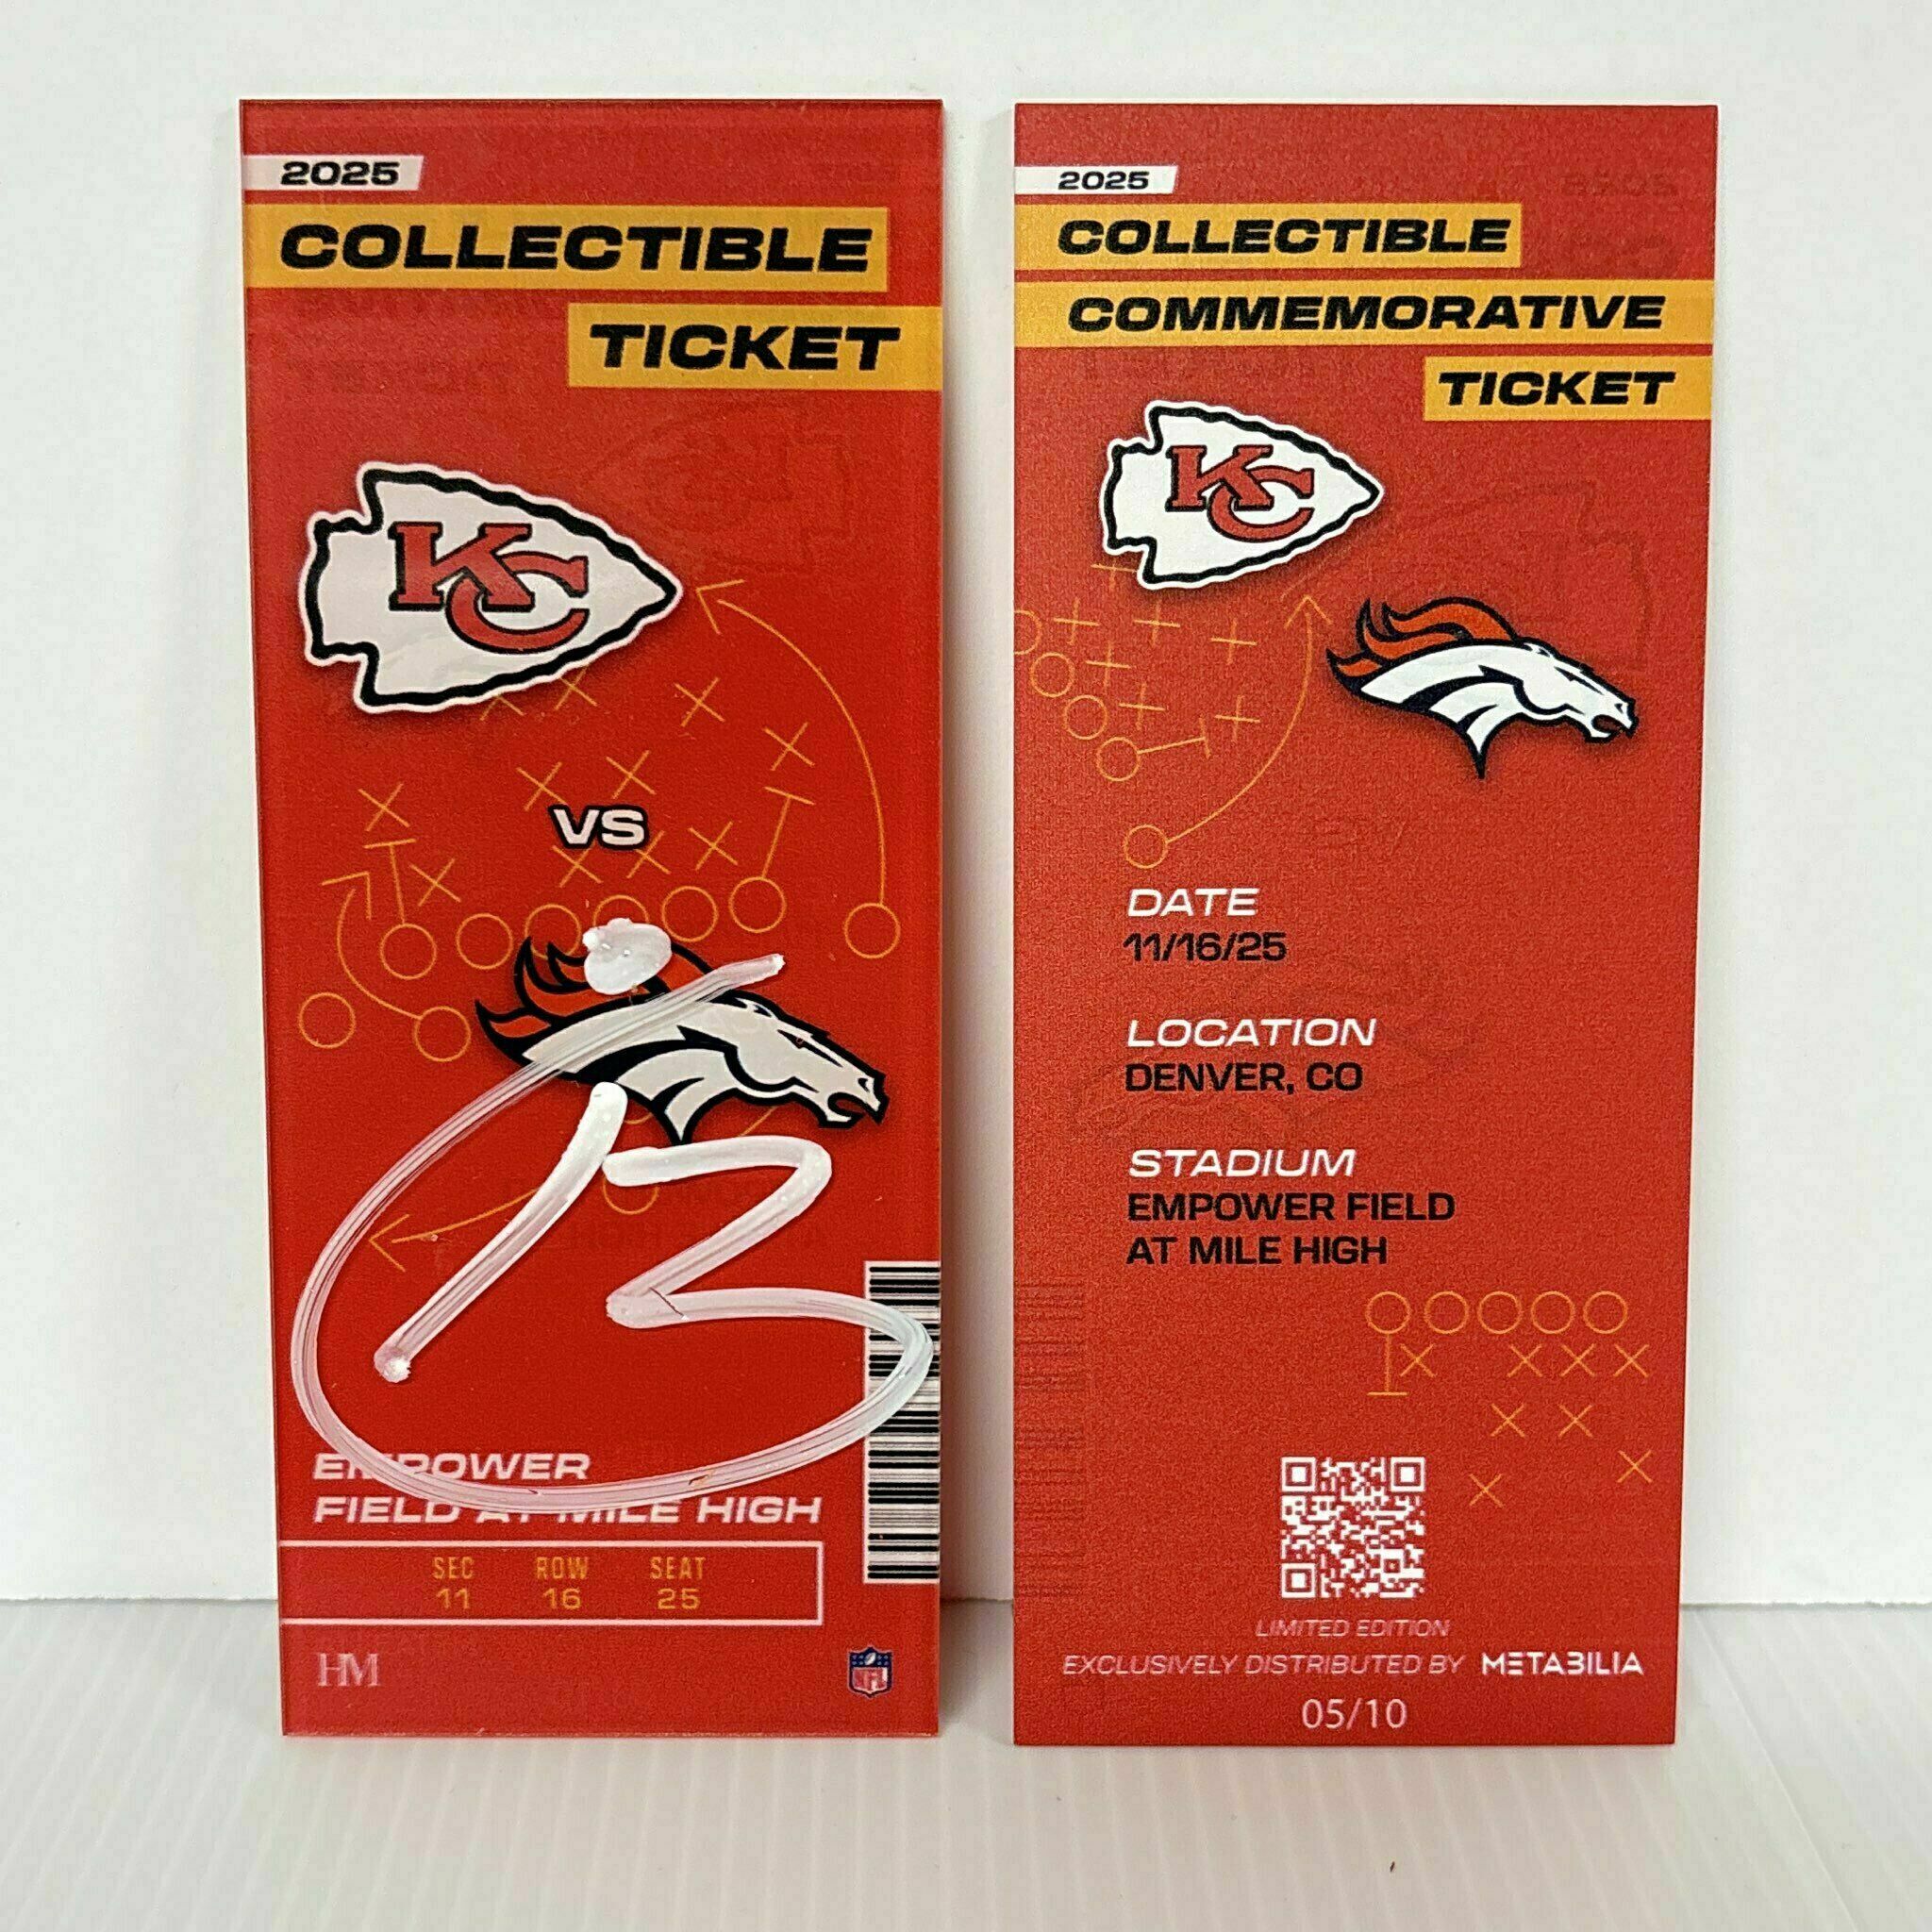 2025
COLLECTIBLE
TICKET
KC
VS
EMPOWER
FIELD AT MILE HIGH
SEC ROW SEAT
11 16 25
HM
NFL
2025
COLLECTIBLE
COMMEMORATIVE
TICKET
KC
DATE
11/16/25
LOCATION
DENVER, CO
STADIUM
EMPOWER FIELD
AT MILE HIGH
LIMITED EDITION
EXCLUSIVELY DISTRIBUTED BY METABILIA
05/10